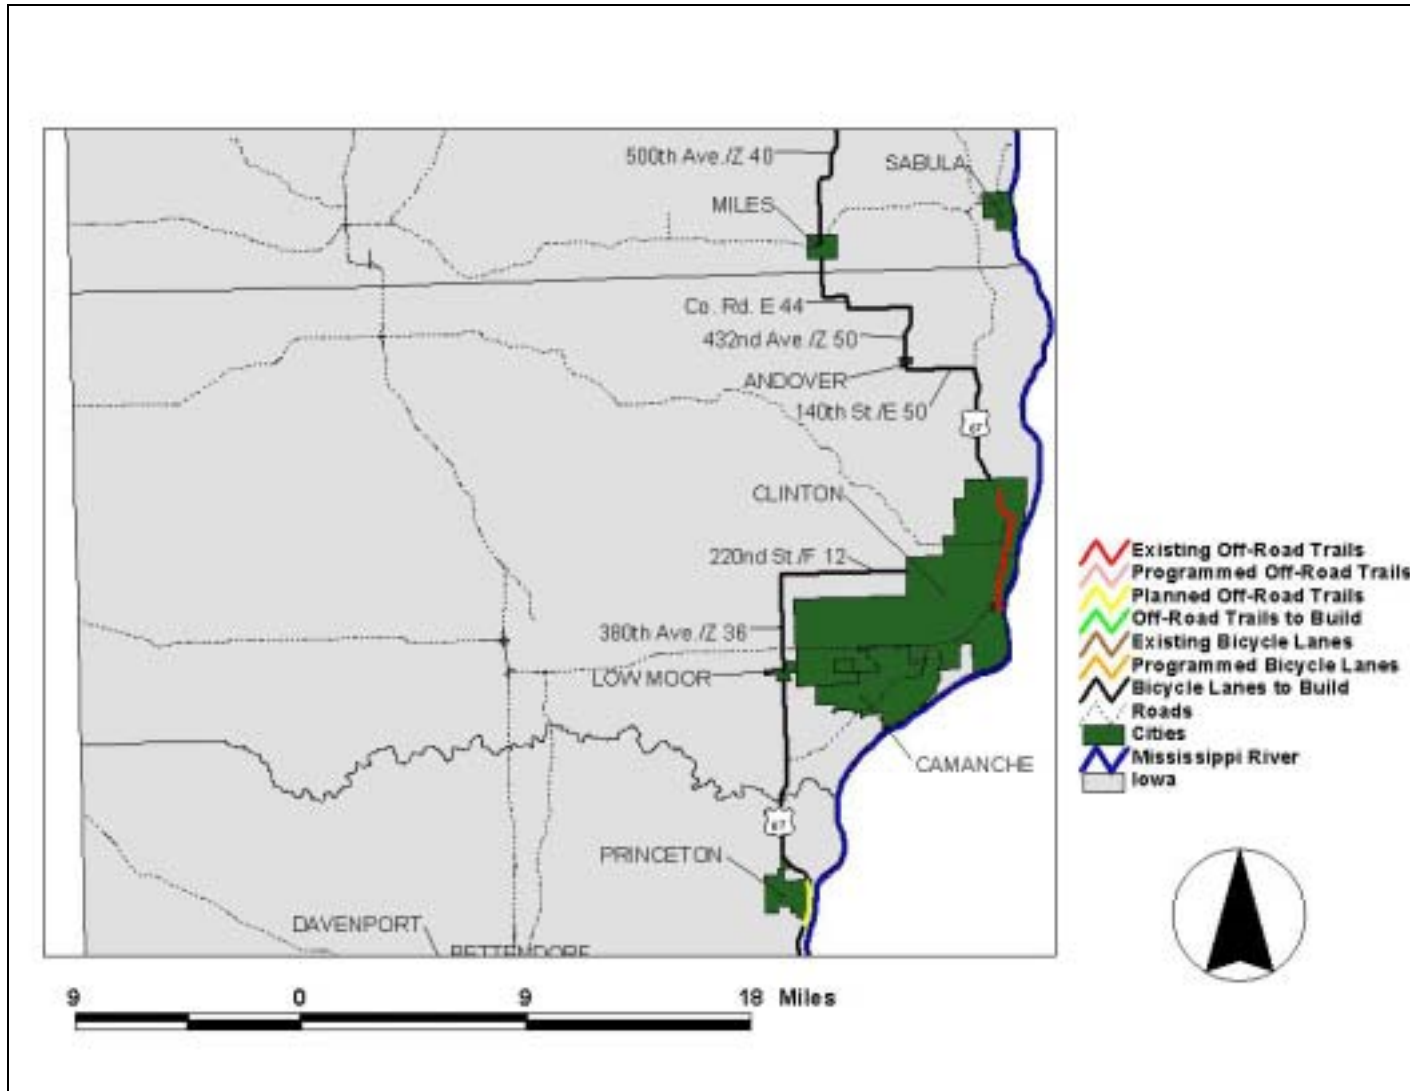 500th Ave./Z 40
SABULA
MILES
Co. Rd. E 44
432nd Ave./Z 50
ANDOVER
140th St./E 50
67
CLINTON
220nd St./F 12
380th Ave./Z 36
LOW MOOR
CAMANCHE
67
PRINCETON
DAVENPORT
BETTENDORF
Existing Off-Road Trails
Programmed Off-Road Trails
Planned Off-Road Trails
Off-Road Trails to Build
Existing Bicycle Lanes
Programmed Bicycle Lanes
Bicycle Lanes to Build
Roads
Cities
Mississippi River
Iowa
9 0 9 18 Miles